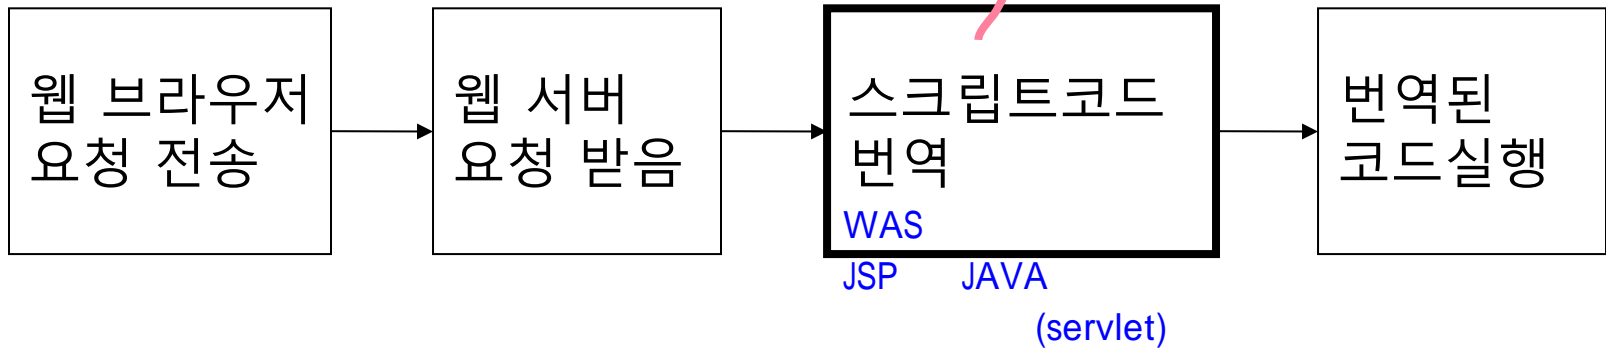 웹 브라우저
요청 전송
웹 서버
요청 받음
스크립트코드
번역
WAS
JSP JAVA
(servlet)
번역된
코드실행